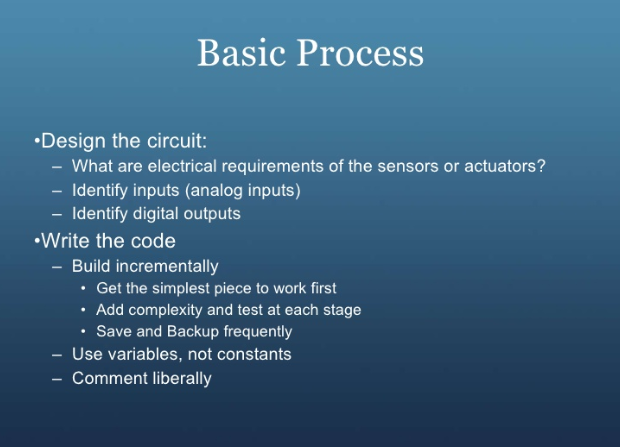 Basic Process
•Design the circuit:
– What are electrical requirements of the sensors or actuators?
– Identify inputs (analog inputs)
– Identify digital outputs
•Write the code
– Build incrementally
• Get the simplest piece to work first
• Add complexity and test at each stage
• Save and Backup frequently
– Use variables, not constants
– Comment liberally